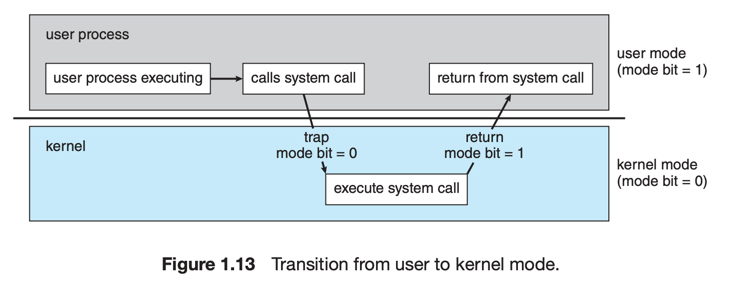 user process
user process executing
calls system call
return from system call
user mode
(mode bit = 1)
kernel
trap
mode bit = 0
return
mode bit = 1
execute system call
kernel mode
(mode bit = 0)
Figure 1.13 Transition from user to kernel mode.